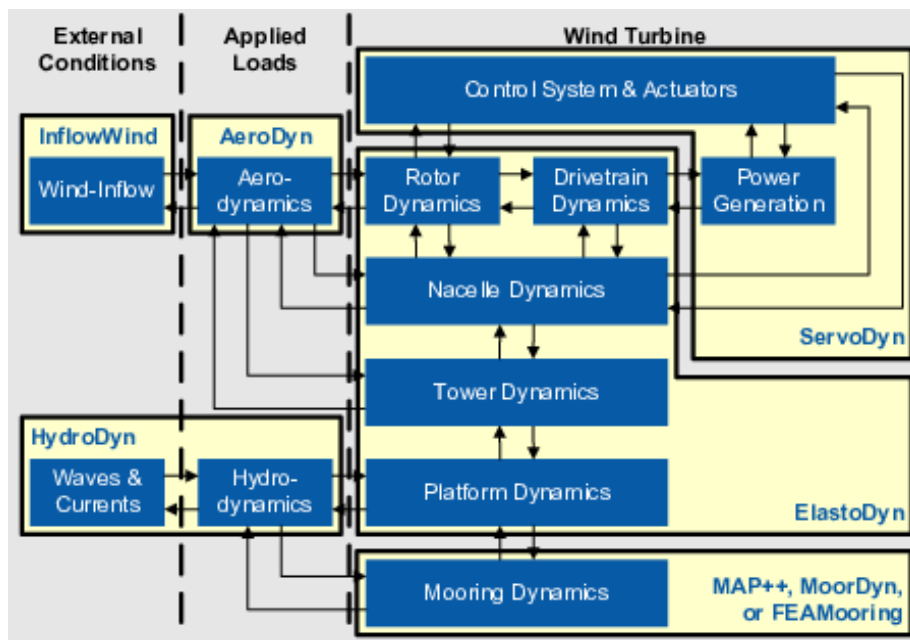 External
Conditions
Applied
Loads
Wind Turbine
Control System & Actuators
InflowWind
AeroDyn
Wind-Inflow
Aero-
dynamics
Rotor
Dynamics
Drivetrain
Dynamics
Power
Generation
Nacelle Dynamics
ServoDyn
Tower Dynamics
HydroDyn
Waves &
Currents
Hydro-
dynamics
Platform Dynamics
ElastoDyn
Mooring Dynamics
MAP++, MoorDyn,
or FEAMooring